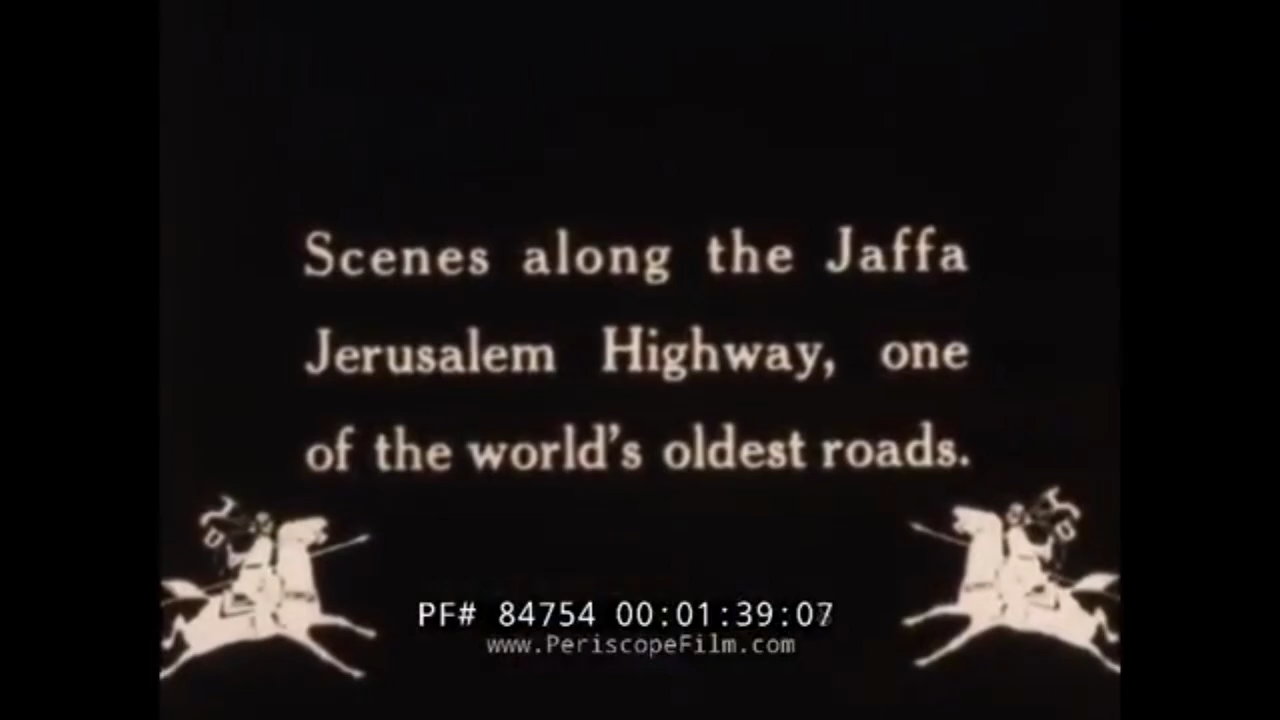 Scenes along the Jaffa
Jerusalem Highway, one
of the world's oldest roads.
PF# 84754 00:01:39:07
www.PeriscopeFilm.com